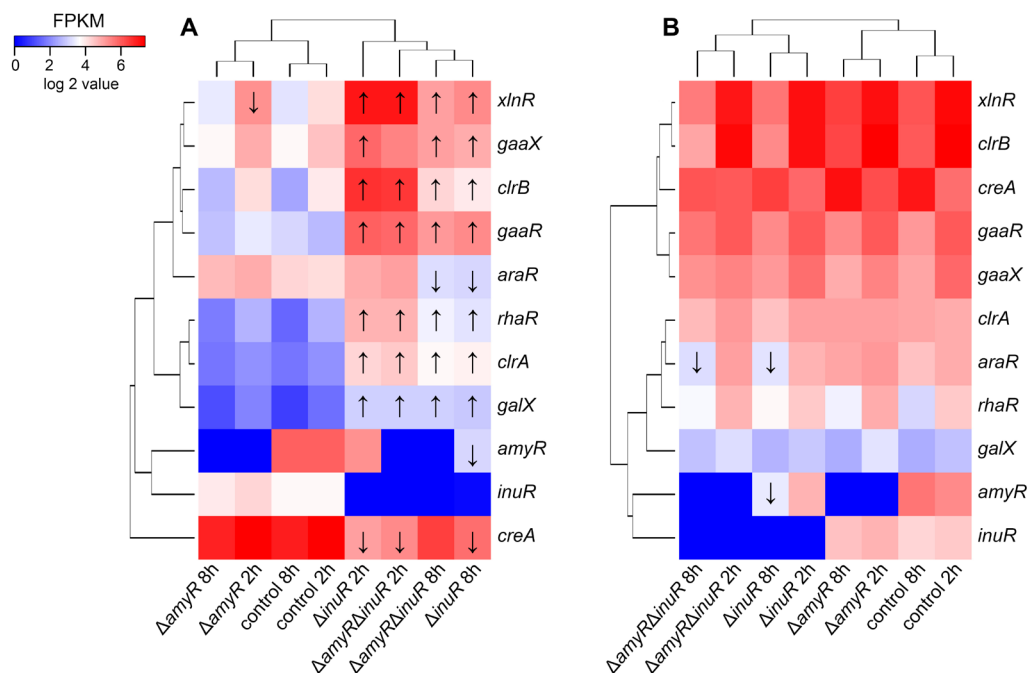 FPKM
0 2 4 6
log 2 value
A
xlnR
gaaX
clrB
gaaR
araR
rhaR
clrA
galX
amyR
inuR
creA
ΔamyR 8h
ΔamyR 2h
control 8h
control 2h
ΔinuR 2h
ΔamyRΔinuR 2h
ΔamyRΔinuR 8h
ΔinuR 8h
B
xlnR
clrB
creA
gaaR
gaaX
clrA
araR
rhaR
galX
amyR
inuR
ΔamyRΔinuR 8h
ΔamyRΔinuR 2h
ΔinuR 8h
ΔinuR 2h
ΔamyR 8h
ΔamyR 2h
control 8h
control 2h